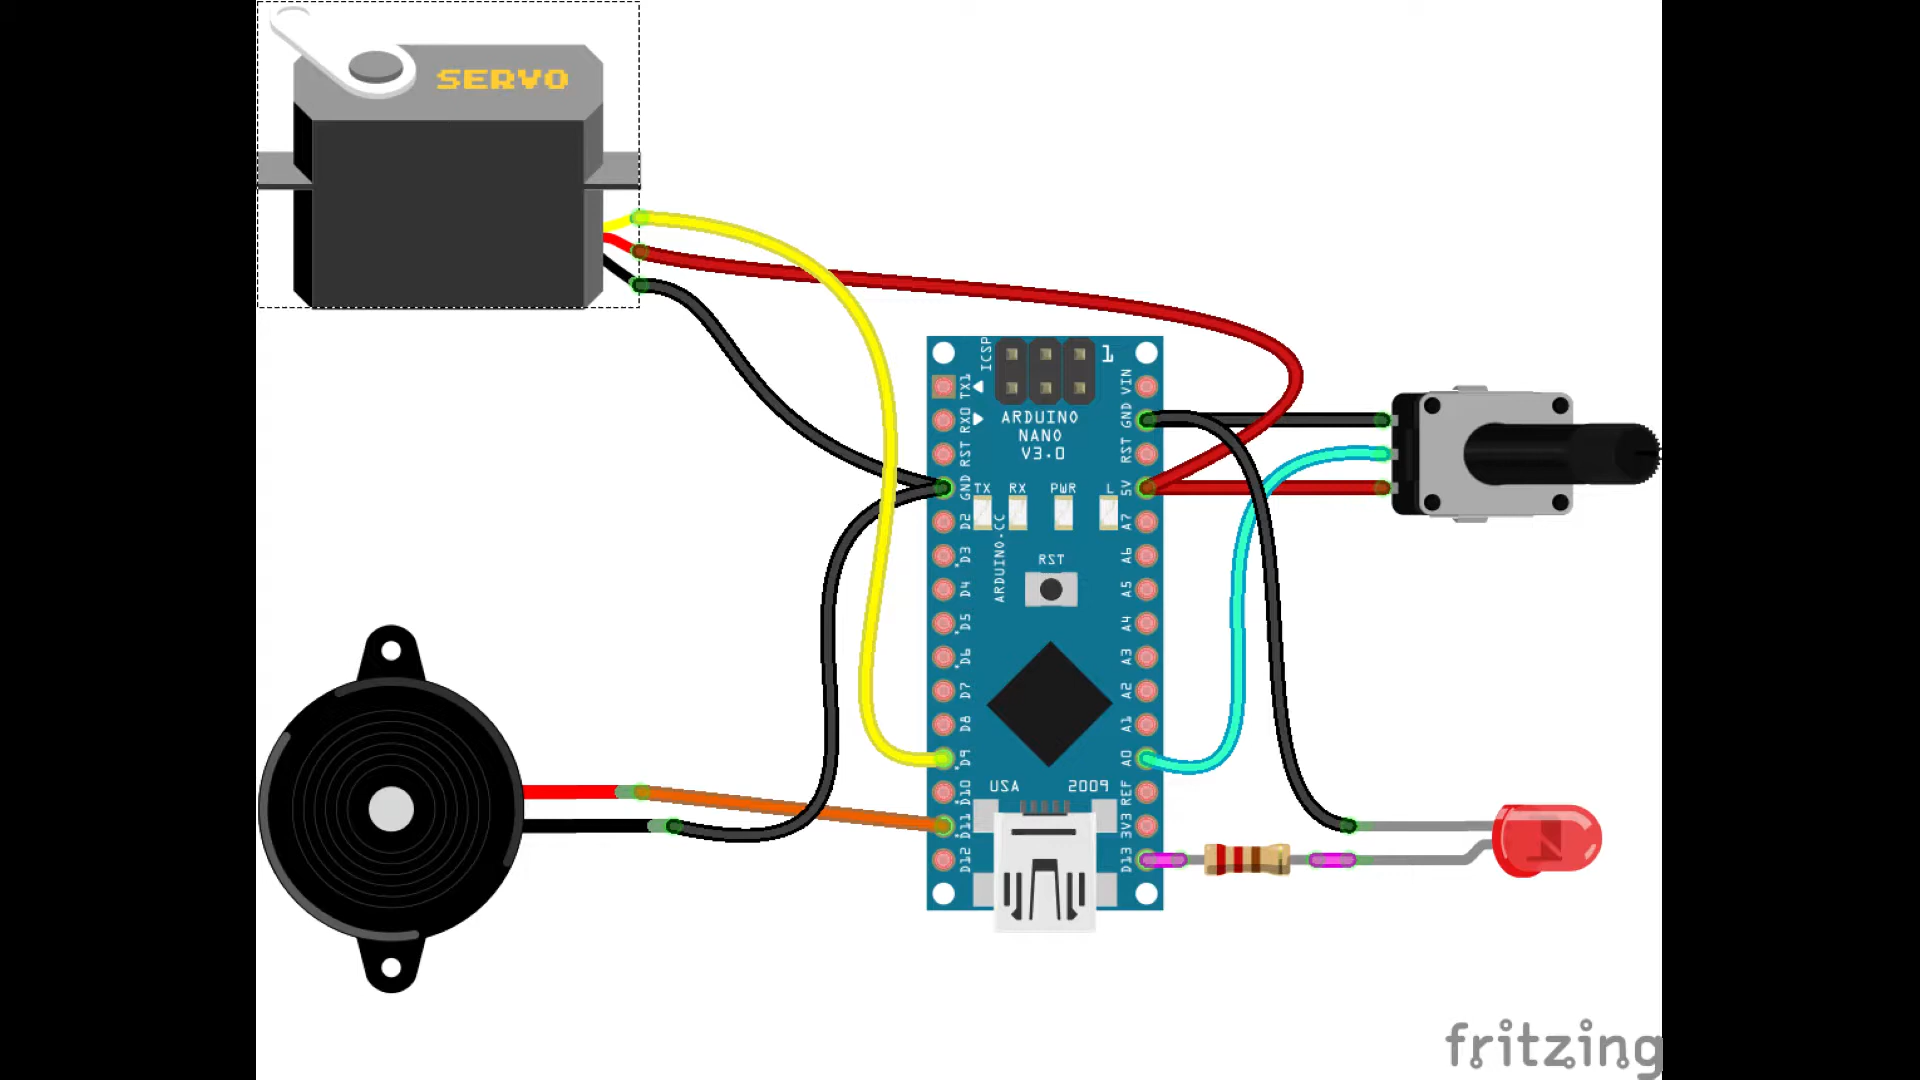 SERVO
ICSP
1
ARDUINO
NANO
V3.0
TX
RX
PWR
L
ARDUINO.CC
RST
USA
2009
TX1
RX0
RST
GND
D2
D3
D4
D5
D6
D7
D8
D9
D10
D11
D12
VIN
GND
RST
5V
A7
A6
A5
A4
A3
A2
A1
A0
REF
3V3
D13
fritzing